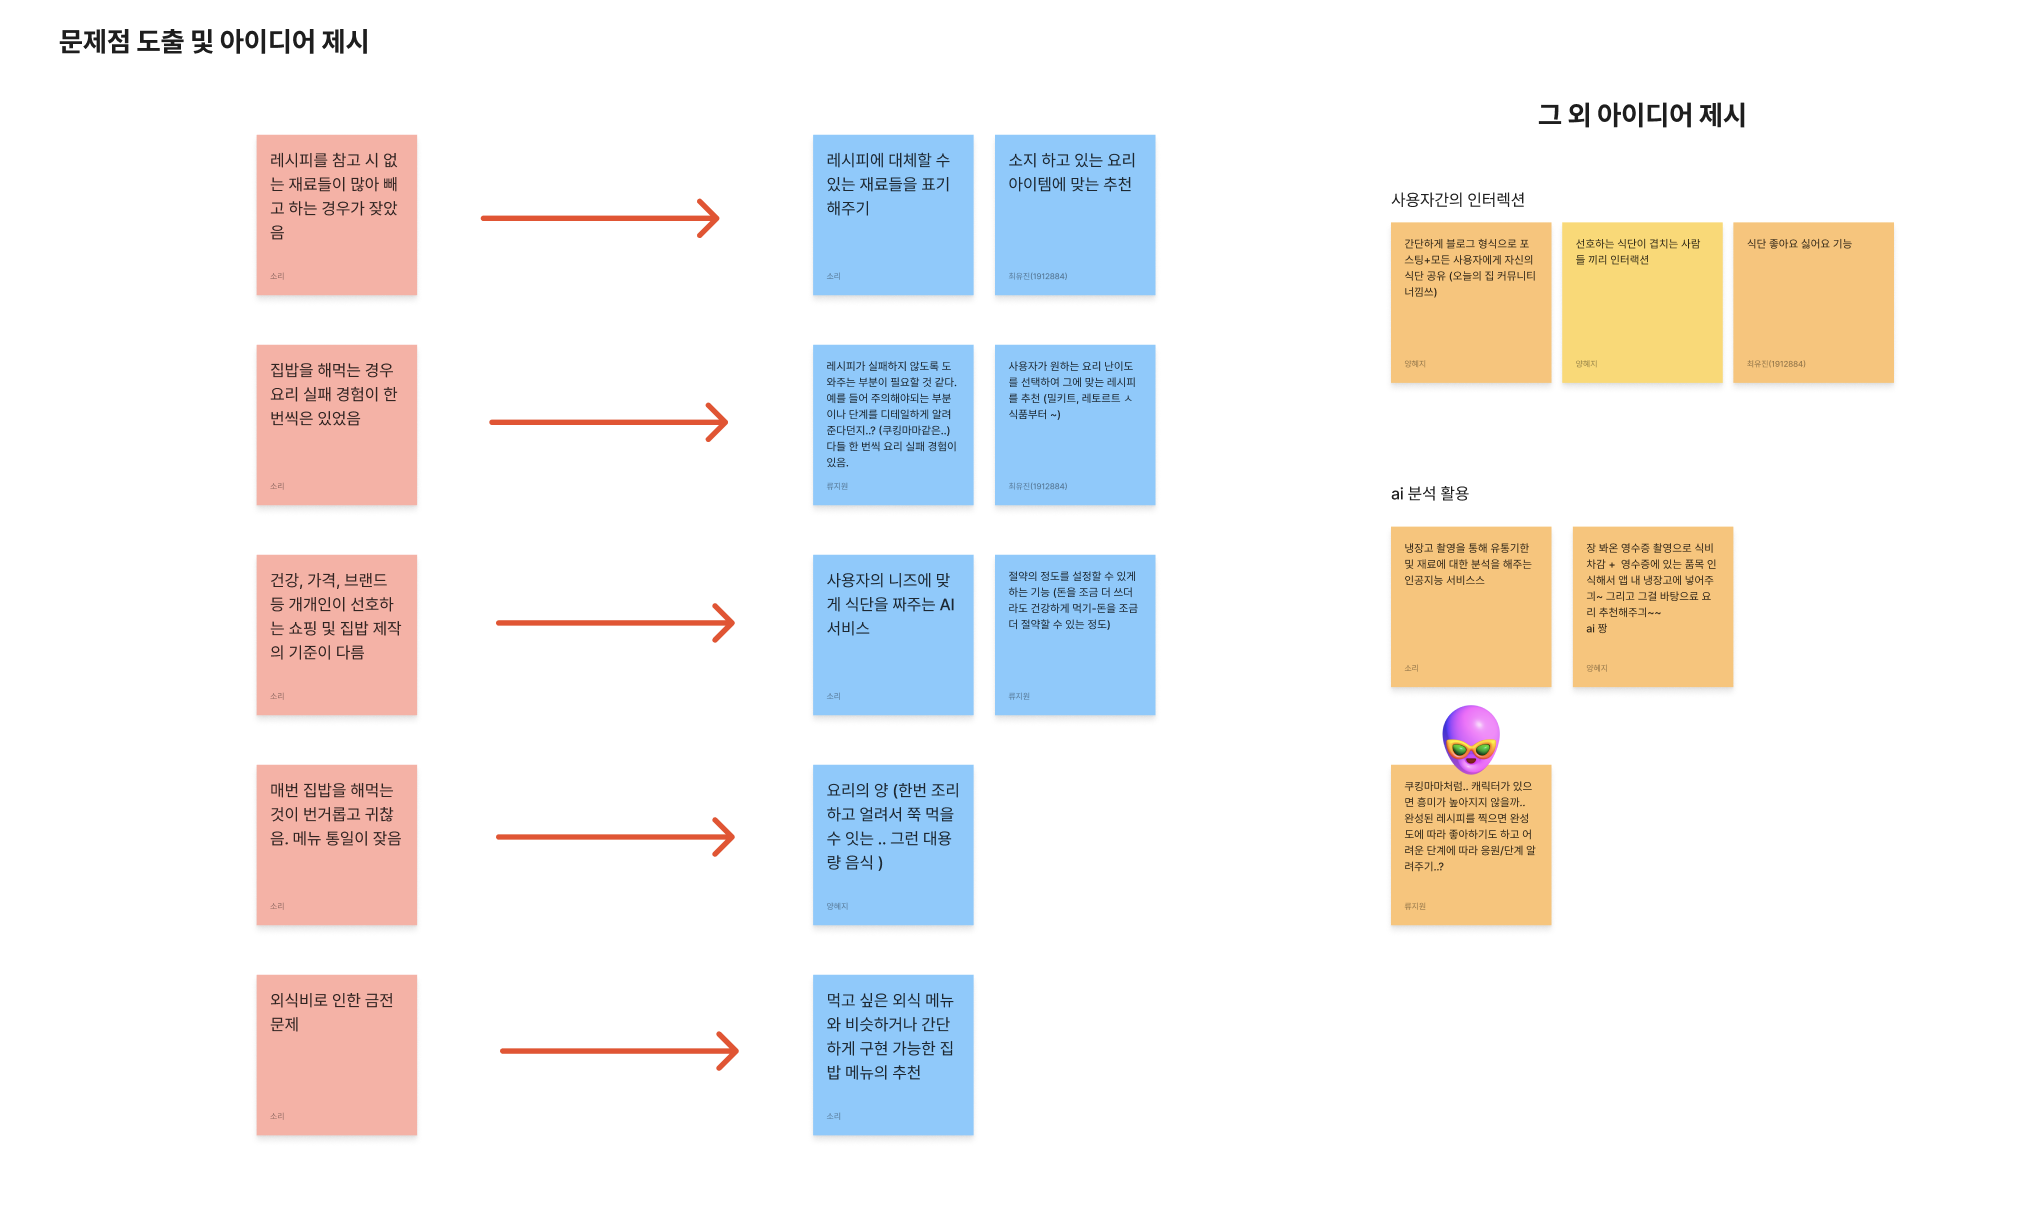 문제점 도출 및 아이디어 제시
레시피를 참고 시 없
는 재료들이 많아 빼
고 하는 경우가 잦았
음
소리
레시피에 대체할 수
있는 재료들을 표기
해주기
소리
소지 하고 있는 요리
아이템에 맞는 추천
최유진(1912884)
집밥을 해먹는 경우
요리 실패 경험이 한
번씩은 있었음
소리
레시피가 실패하지 않도록 도
와주는 부분이 필요할 것 같다.
예를 들어 주의해야되는 부분
이나 단계를 디테일하게 알려
준다던지..? (쿠킹마마같은..)
다들 한 번씩 요리 실패 경험이
있음.
류지원
사용자가 원하는 요리 난이도
를 선택하여 그에 맞는 레시피
를 추천 (밀키트, 레토르트 ㅅ
식품부터 ~)
최유진(1912884)
건강, 가격, 브랜드
등 개개인이 선호하
는 쇼핑 및 집밥 제작
의 기준이 다름
소리
사용자의 니즈에 맞
게 식단을 짜주는 AI
서비스
소리
절약의 정도를 설정할 수 있게
하는 기능 (돈을 조금 더 쓰더
라도 건강하게 먹기-돈을 조금
더 절약할 수 있는 정도)
류지원
매번 집밥을 해먹는
것이 번거롭고 귀찮
음. 메뉴 통일이 잦음
소리
요리의 양 (한번 조리
하고 얼려서 쭉 먹을
수 잇는 .. 그런 대용
량 음식 )
양혜지
외식비로 인한 금전
문제
소리
먹고 싶은 외식 메뉴
와 비슷하거나 간단
하게 구현 가능한 집
밥 메뉴의 추천
소리
그 외 아이디어 제시
사용자간의 인터렉션
간단하게 블로그 형식으로 포
스팅+모든 사용자에게 자신의
식단 공유 (오늘의 집 커뮤니티
너낌쓰)
양혜지
선호하는 식단이 겹치는 사람
들 끼리 인터랙션
양혜지
식단 좋아요 싫어요 기능
최유진(1912884)
ai 분석 활용
냉장고 촬영을 통해 유통기한
및 재료에 대한 분석을 해주는
인공지능 서비스스
소리
장 봐온 영수증 촬영으로 식비
차감 + 영수증에 있는 품목 인
식해서 앱 내 냉장고에 넣어주
긔~ 그리고 그걸 바탕으로 요
리 추천해주긔~~
ai 짱
양혜지
쿠킹마마처럼.. 캐릭터가 있으
면 흥미가 높아지지 않을까..
완성된 레시피를 찍으면 완성
도에 따라 좋아하기도 하고 어
려운 단계에 따라 응원/단계 알
려주기..?
류지원